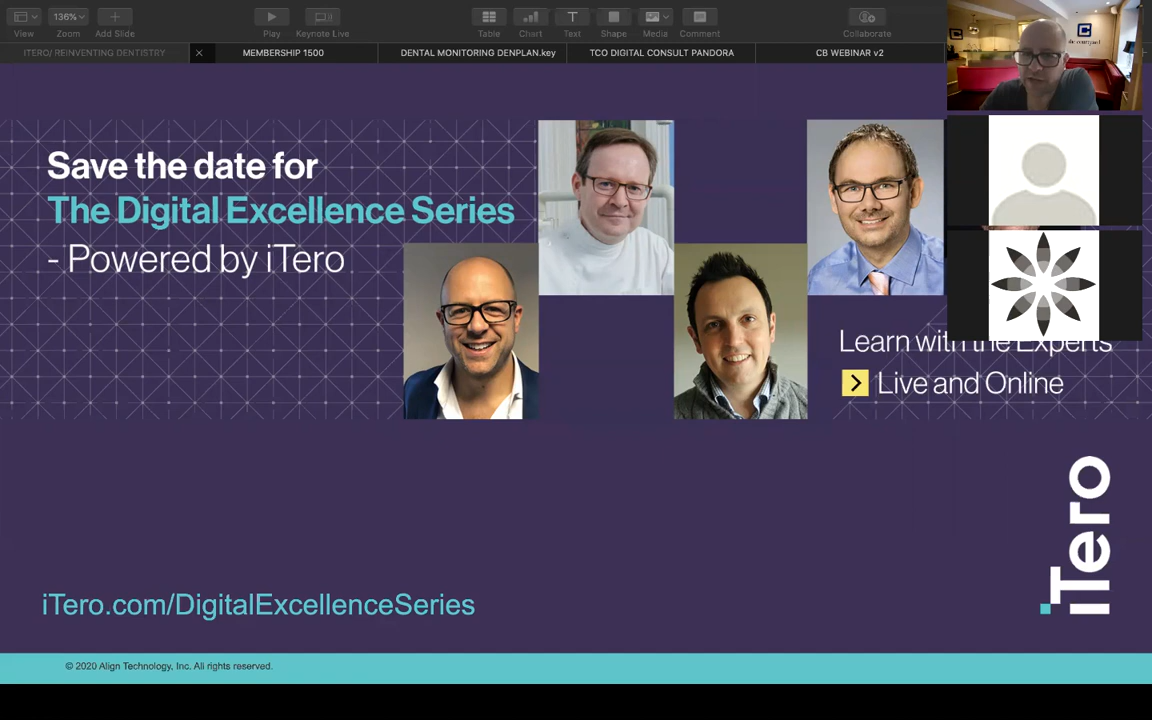 136%
View
Zoom
Add Slide
Play
Keynote Live
Table
Chart
Text
Shape
Media
Comment
Collaborate
ITERO/ REINVENTING DENTISTRY
MEMBERSHIP 1500
DENTAL MONITORING DENPLAN.key
TCO DIGITAL CONSULT PANDORA
CB WEBINAR v2
Save the date for
The Digital Excellence Series
- Powered by iTero
Learn with the Experts
Live and Online
iTero
iTero.com/DigitalExcellenceSeries
© 2020 Align Technology, Inc. All rights reserved.